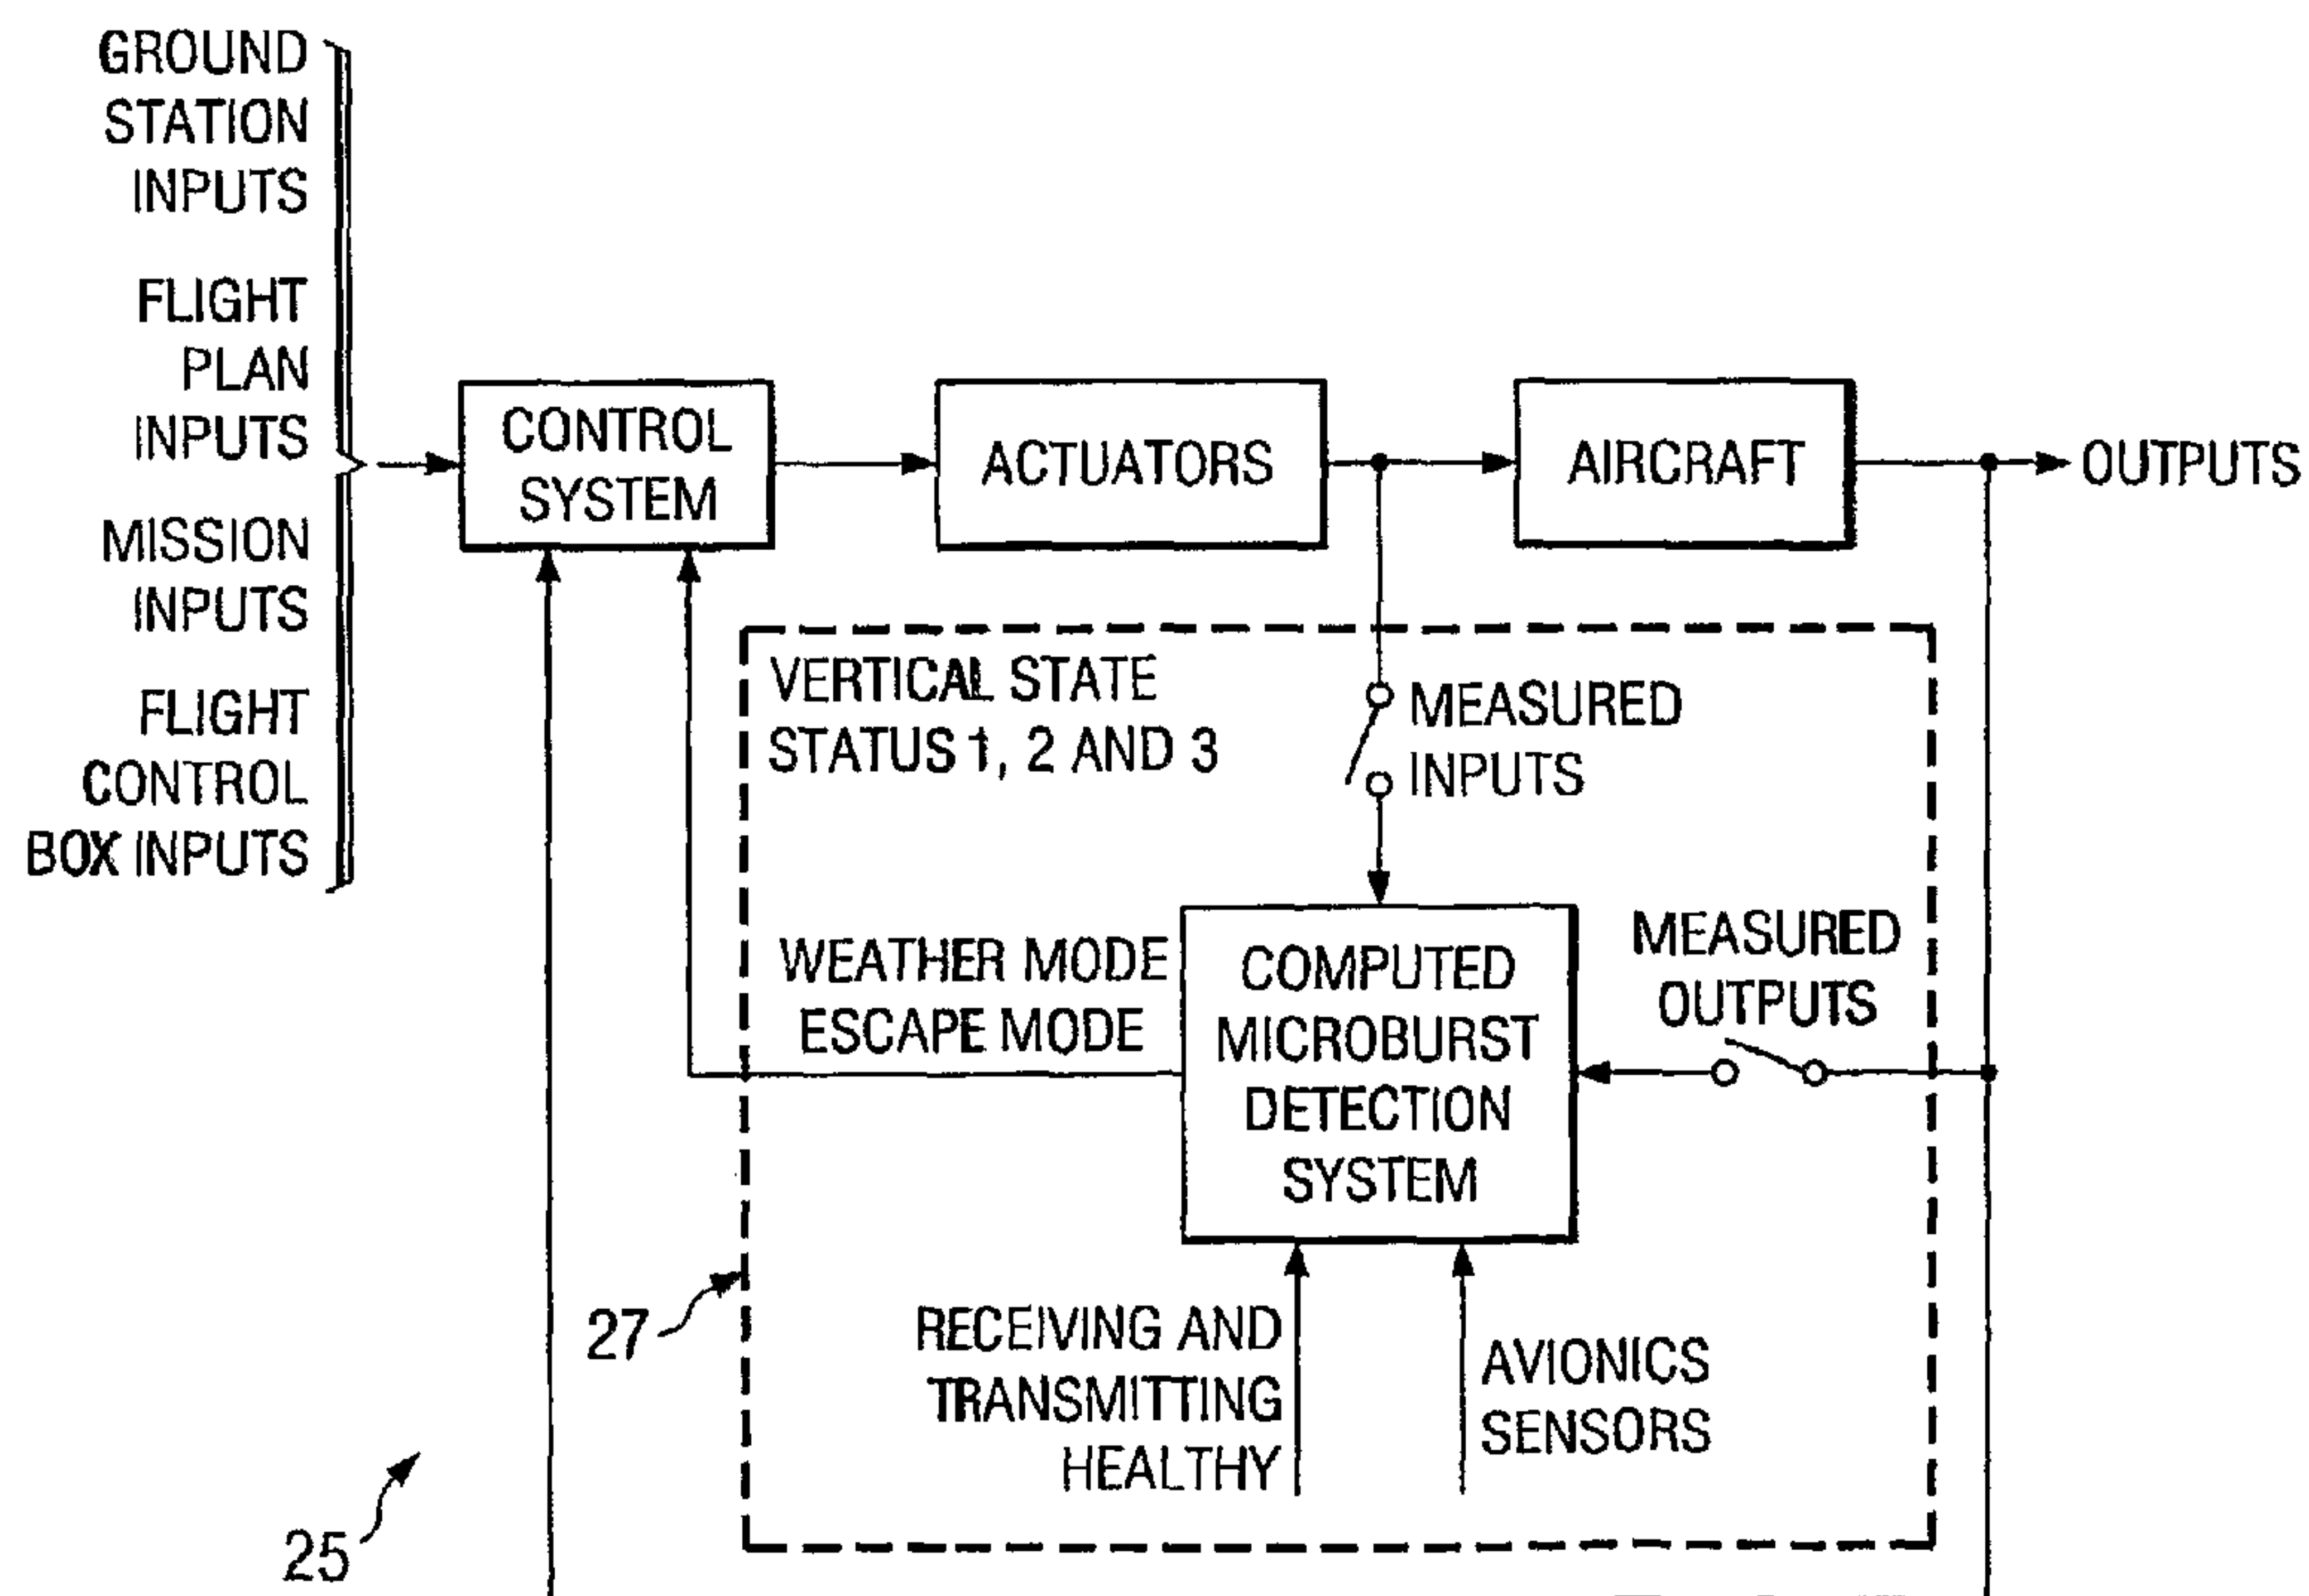 GROUND
STATION
INPUTS
FLIGHT
PLAN
INPUTS
MISSION
INPUTS
FLIGHT
CONTROL
BOX INPUTS
CONTROL
SYSTEM
ACTUATORS
AIRCRAFT
OUTPUTS
VERTICAL STATE
STATUS 1, 2 AND 3
MEASURED
INPUTS
WEATHER MODE
ESCAPE MODE
COMPUTED
MICROBURST
DETECTION
SYSTEM
MEASURED
OUTPUTS
27
RECEIVING AND
TRANSMITTING
HEALTHY
AVIONICS
SENSORS
25